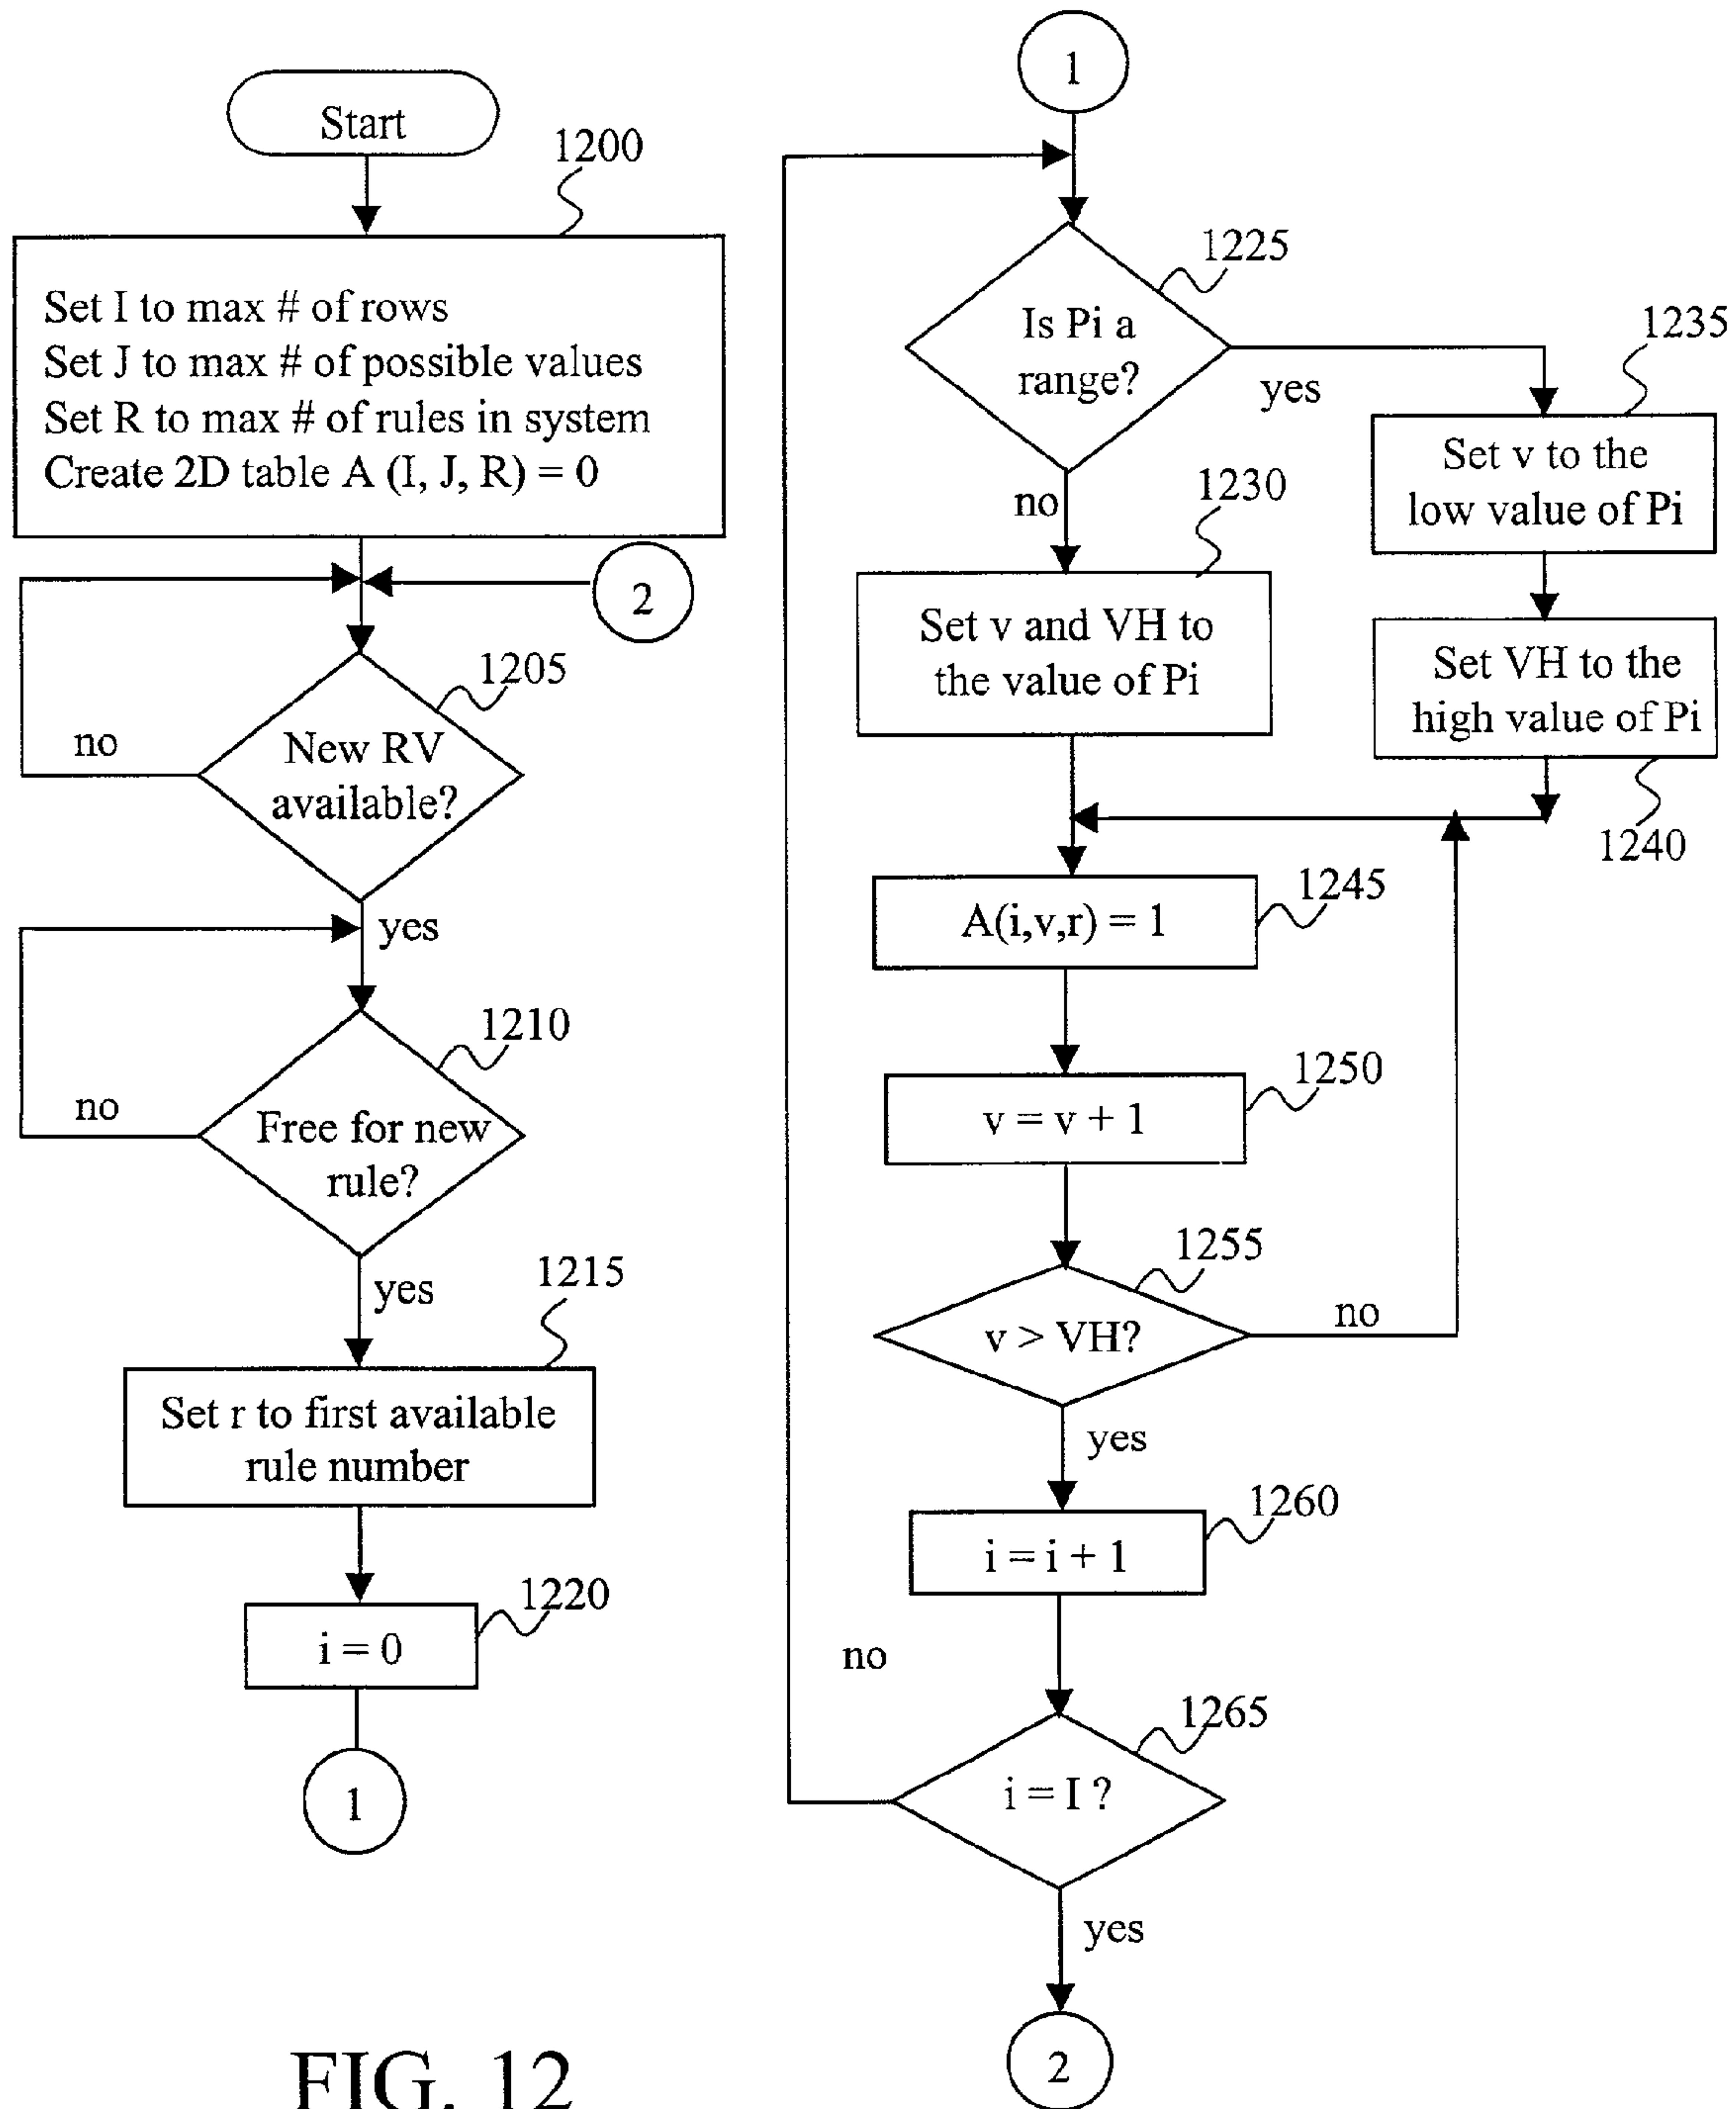 Start
1200
Set I to max # of rows
Set J to max # of possible values
Set R to max # of rules in system
Create 2D table A (I, J, R) = 0
2
1205
New RV
available?
no
yes
1210
Free for new
rule?
no
yes
1215
Set r to first available
rule number
1220
i = 0
1
1
1225
Is Pi a
range?
yes
no
1235
Set v to the
low value of Pi
1230
Set v and VH to
the value of Pi
Set VH to the
high value of Pi
1240
1245
A(i,v,r) = 1
1250
v = v + 1
1255
v > VH?
no
yes
1260
i = i + 1
no
1265
i = I ?
yes
2
FIG. 12